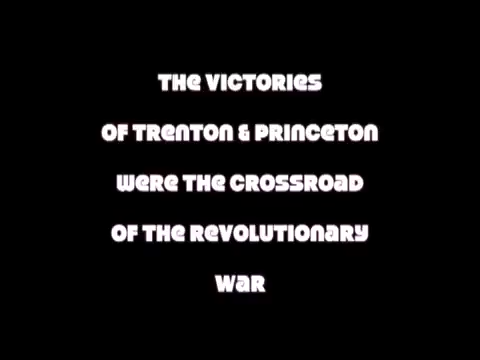 THE VICTORIES
OF TRENTON & PRINCETON
WERE THE CROSSROAD
OF THE REVOLUTIONARY
WAR